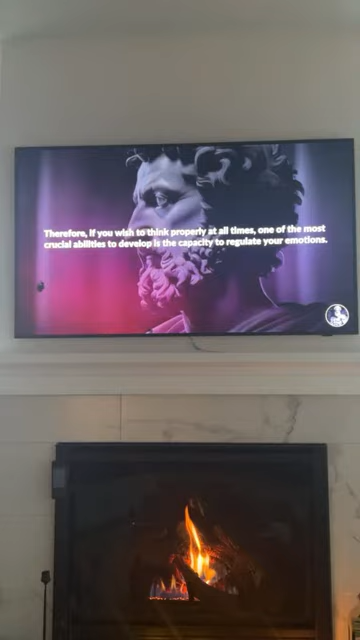 Therefore, if you wish to think properly at all times, one of the most
crucial abilities to develop is the capacity to regulate your emotions.